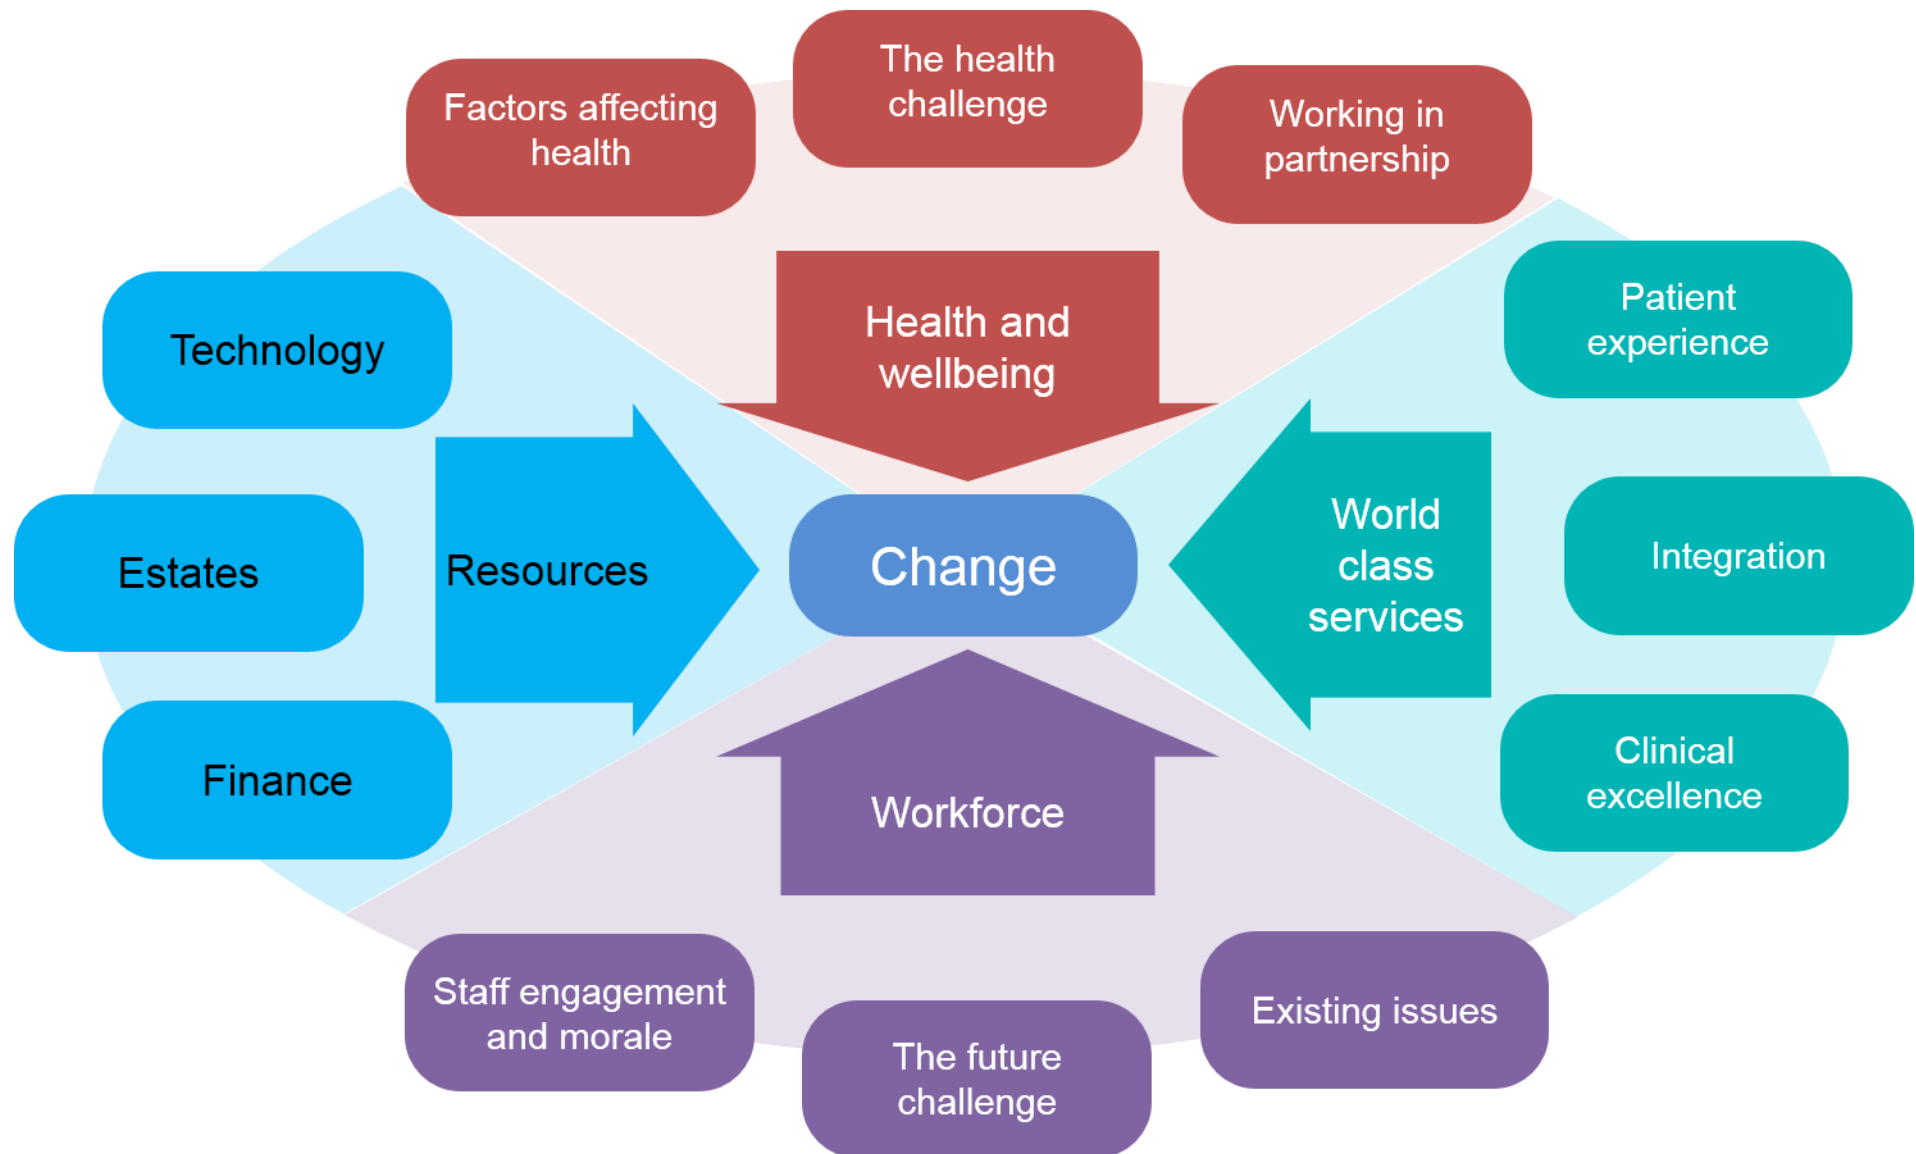 The health
challenge
Factors affecting
health
Working in
partnership
Health and
wellbeing
Patient
experience
Technology
World
class
services
Integration
Change
Resources
Estates
Clinical
excellence
Finance
Workforce
Staff engagement
and morale
Existing issues
The future
challenge